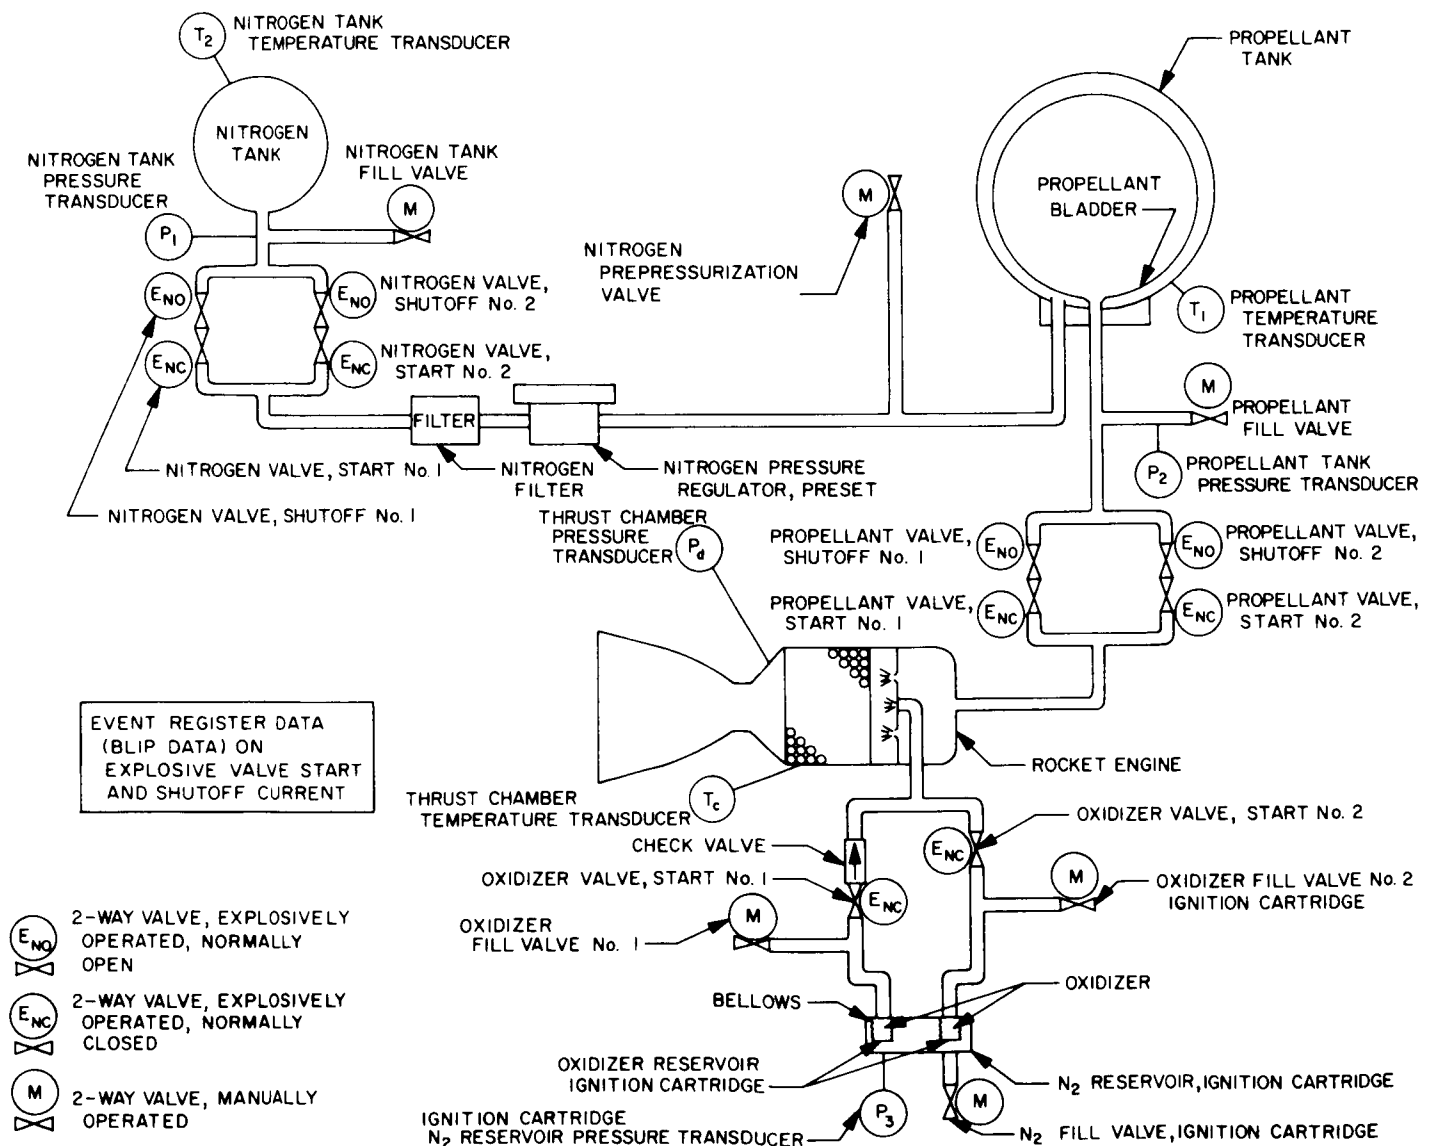 T2
NITROGEN TANK
TEMPERATURE TRANSDUCER
NITROGEN
TANK
NITROGEN TANK
PRESSURE
TRANSDUCER
P1
NITROGEN TANK
FILL VALVE
M
ENO
NITROGEN VALVE,
SHUTOFF No. 2
ENO
ENC
NITROGEN VALVE,
START No. 2
ENC
NITROGEN VALVE, START No. 1
NITROGEN VALVE, SHUTOFF No. 1
FILTER
NITROGEN
FILTER
NITROGEN PRESSURE
REGULATOR, PRESET
M
NITROGEN
PREPRESSURIZATION
VALVE
PROPELLANT
TANK
PROPELLANT
BLADDER
T1
PROPELLANT
TEMPERATURE
TRANSDUCER
M
PROPELLANT
FILL VALVE
P2
PROPELLANT TANK
PRESSURE TRANSDUCER
THRUST CHAMBER
PRESSURE
TRANSDUCER
Pd
PROPELLANT VALVE,
SHUTOFF No. 1
ENO
ENO
PROPELLANT VALVE,
SHUTOFF No. 2
PROPELLANT VALVE,
START No. 1
ENC
ENC
PROPELLANT VALVE,
START No. 2
ROCKET ENGINE
EVENT REGISTER DATA
(BLIP DATA) ON
EXPLOSIVE VALVE START
AND SHUTOFF CURRENT
THRUST CHAMBER
TEMPERATURE TRANSDUCER
Tc
CHECK VALVE
OXIDIZER VALVE, START No. 2
ENC
OXIDIZER VALVE, START No. 1
ENC
M
OXIDIZER FILL VALVE No. 2
IGNITION CARTRIDGE
OXIDIZER
FILL VALVE No. 1
M
BELLOWS
OXIDIZER
OXIDIZER RESERVOIR
IGNITION CARTRIDGE
N2 RESERVOIR, IGNITION CARTRIDGE
IGNITION CARTRIDGE
N2 RESERVOIR PRESSURE TRANSDUCER
P3
M
N2 FILL VALVE, IGNITION CARTRIDGE
ENO
2-WAY VALVE, EXPLOSIVELY
OPERATED, NORMALLY
OPEN
ENC
2-WAY VALVE, EXPLOSIVELY
OPERATED, NORMALLY
CLOSED
M
2-WAY VALVE, MANUALLY
OPERATED